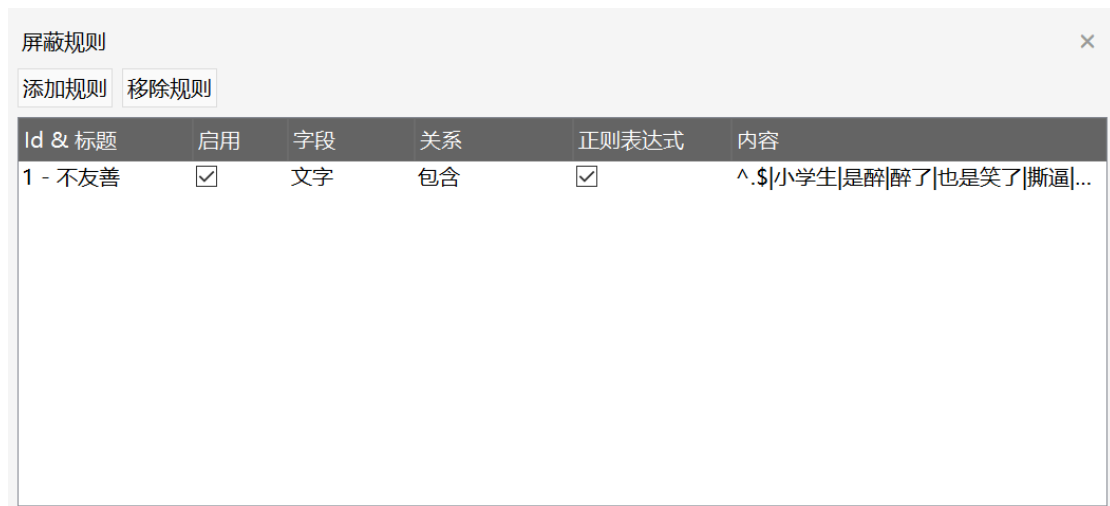 屏蔽规则
添加规则 移除规则
Id & 标题 启用 字段 关系 正则表达式 内容
1 - 不友善 文字 包含 ^.$|小学生|是醉|醉了|也是笑了|撕逼|...